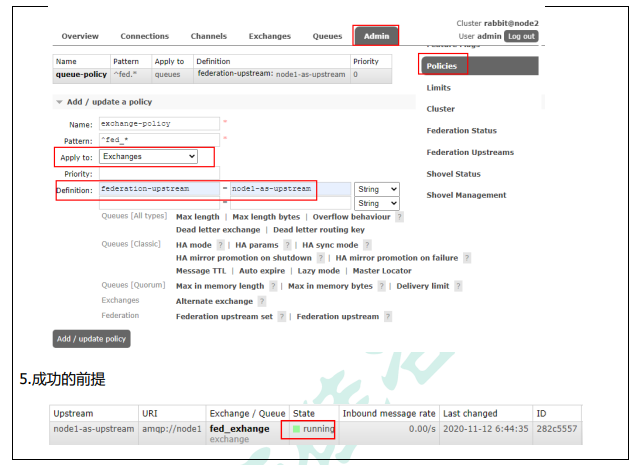 Cluster rabbit@node2
User admin Log out
Overview Connections Channels Exchanges Queues Admin
Name Pattern Apply to Definition Priority
queue-policy ^fed.* queues federation-upstream: node1-as-upstream 0
Feature Flags
Policies
Limits
Cluster
Federation Status
Federation Upstreams
Shovel Status
Shovel Management
Add / update a policy
Name: exchange-policy *
Pattern: ^fed_* *
Apply to: Exchanges
Priority:
Definition: federation-upstream = node1-as-upstream String
= String
Queues [All types] Max length | Max length bytes | Overflow behaviour ?
Dead letter exchange | Dead letter routing key
Queues [Classic] HA mode ? | HA params ? | HA sync mode ?
HA mirror promotion on shutdown ? | HA mirror promotion on failure ?
Message TTL | Auto expire | Lazy mode | Master Locator
Queues [Quorum] Max in memory length ? | Max in memory bytes ? | Delivery limit ?
Exchanges Alternate exchange ?
Federation Federation upstream set ? | Federation upstream ?
Add / update policy
5.成功的前提
Upstream URI Exchange / Queue State Inbound message rate Last changed ID
node1-as-upstream amqp://node1 fed_exhange running 0.00/s 2020-11-12 6:44:35 282c5557
exchange